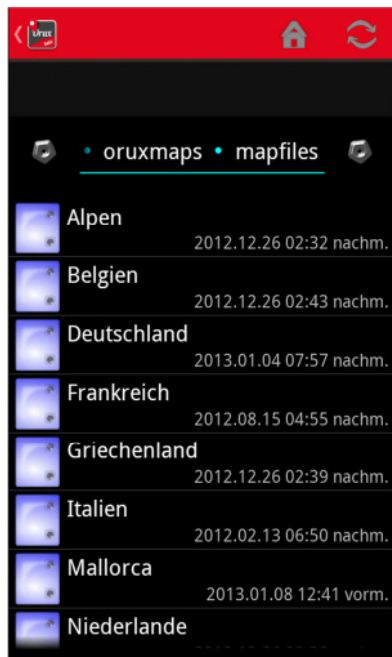 Orux
• oruxmaps • mapfiles
Alpen
2012.12.26 02:32 nachm.
Belgien
2012.12.26 02:43 nachm.
Deutschland
2013.01.04 07:57 nachm.
Frankreich
2012.08.15 04:55 nachm.
Griechenland
2012.12.26 02:39 nachm.
Italien
2012.02.13 06:50 nachm.
Mallorca
2013.01.08 12:41 vorm.
Niederlande